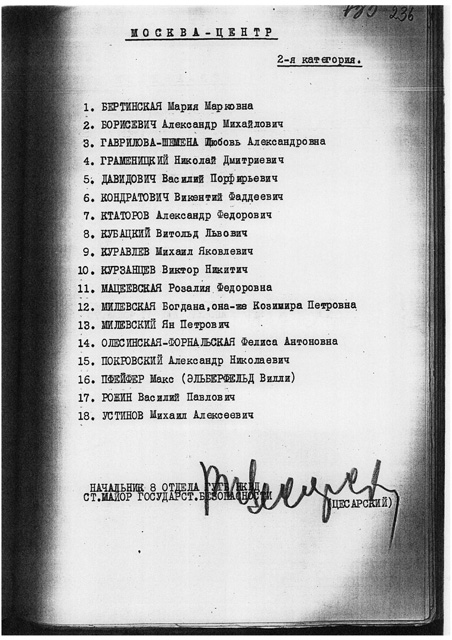 236
МОСКВА-ЦЕНТР
2-я категория.
1. БЕРТИНСКАЯ Мария Марковна
2. БОРИСЕВИЧ Александр Михайлович
3. ГАВРИЛОВА-ШЕМЕНА Любовь Александровна
4. ГРАМЕНИЦКИЙ Николай Дмитриевич
5. ДАВИДОВИЧ Василий Порфирьевич
6. КОНДРАТОВИЧ Викентий Фаддеевич
7. КТАТОРОВ Александр Федорович
8. КУБАЦКИЙ Витольд Львович
9. КУРАВЛЕВ Михаил Яковлевич
10. КУРЗАНЦЕВ Виктор Никитич
11. МАЦЕЕВСКАЯ Розалия Федоровна
12. МИЛЕВСКАЯ Богдана,она-же Козимира Петровна
13. МИЛЕВСКИЙ Ян Петрович
14. ОЛЕСИНСКАЯ-ФОРНАЛЬСКАЯ Фелиса Антоновна
15. ПОКРОВСКИЙ Александр Николаевич
16. ПФЕЙФЕР Макс (ЭЛЬБЕРФЕЛЬД Вилли)
17. РОЖИН Василий Павлович
18. УСТИНОВ Михаил Алексеевич
НАЧАЛЬНИК 8 ОТДЕЛА ГУГБ НКВД
СТ.МАЙОР ГОСУДАРСТ.БЕЗОПАСНОСТИ
(ЦЕСАРСКИЙ)